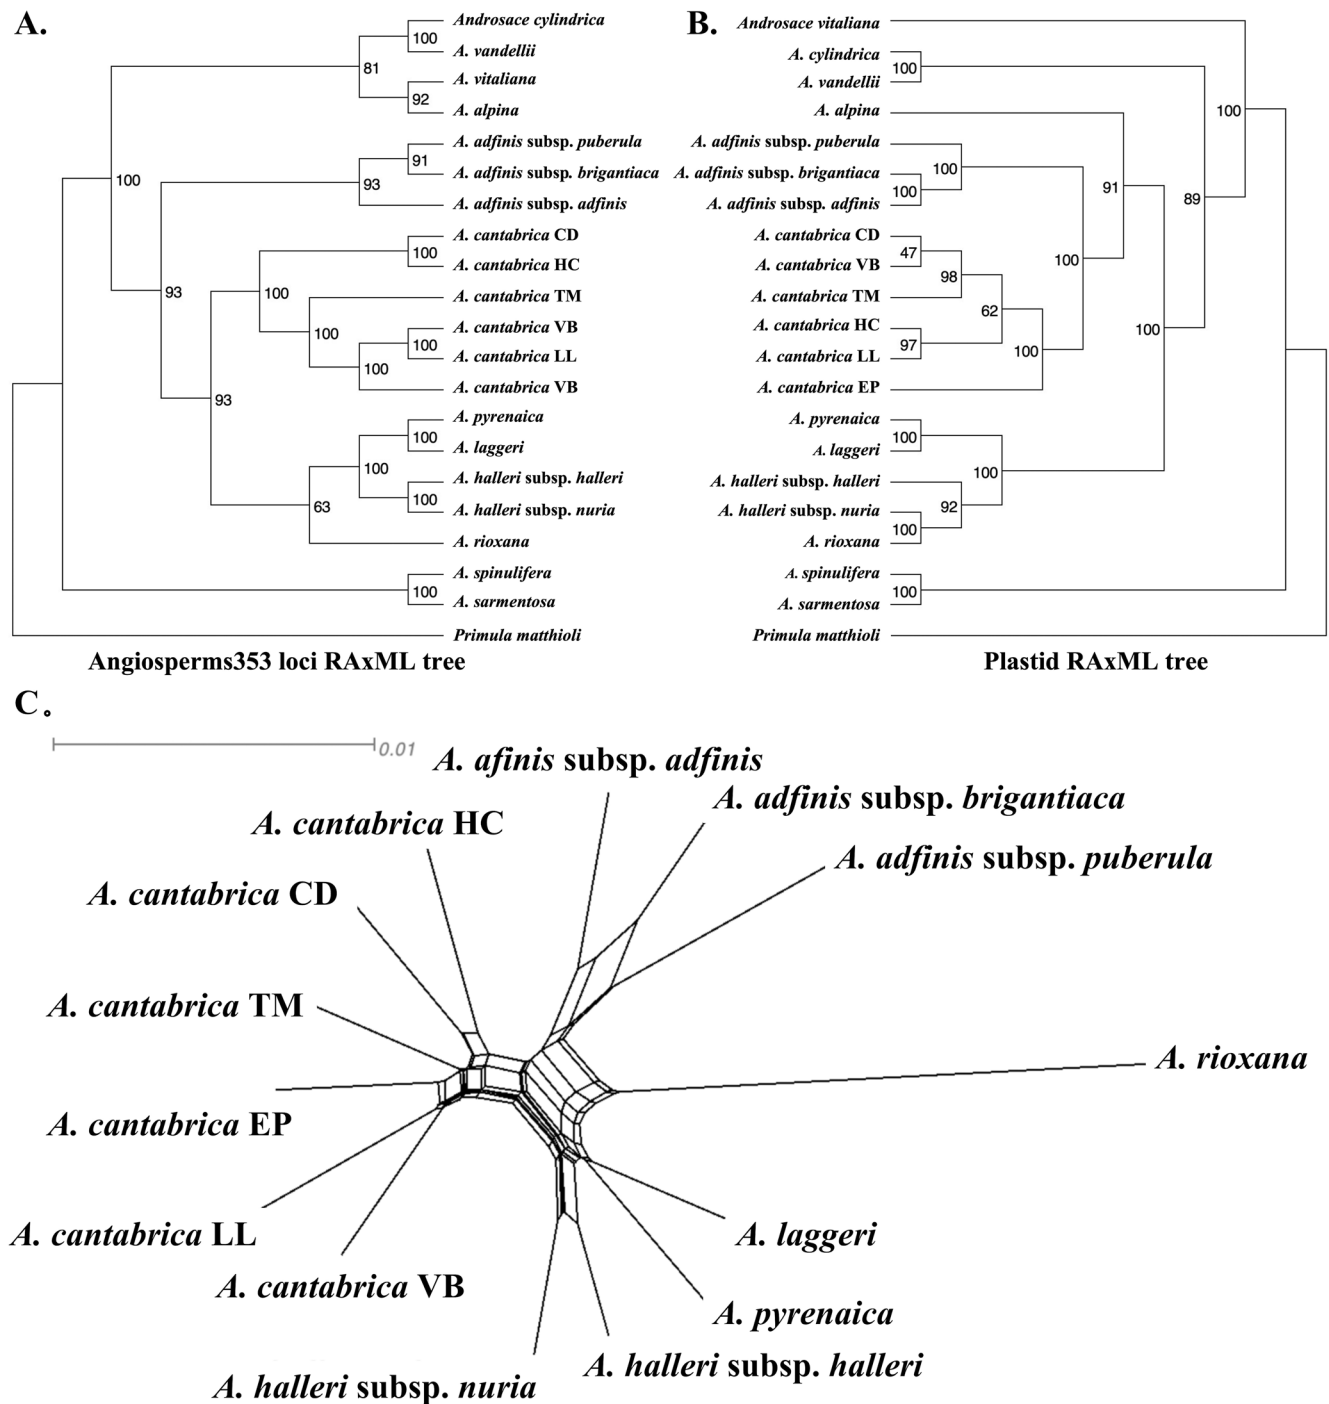 A.
Androsace cylindrica
100
A. vandellii
81
A. vitaliana
92
A. alpina
A. adfinis subsp. puberula
91
100
A. adfinis subsp. brigantiaca
93
A. adfinis subsp. adfinis
A. cantabrica CD
100
A. cantabrica HC
93
100
A. cantabrica TM
100
A. cantabrica VB
100
A. cantabrica LL
100
A. cantabrica VB
93
A. pyrenaica
100
A. laggeri
100
A. halleri subsp. halleri
100
63
A. halleri subsp. nuria
A. rioxana
A. spinulifera
100
A. sarmentosa
Primula matthioli
Angiosperms353 loci RAxML tree
B.
Androsace vitaliana
A. cylindrica
100
A. vandellii
100
A. alpina
A. adfinis subsp. puberula
100
A. adfinis subsp. brigantiaca
100
91
89
A. adfinis subsp. adfinis
A. cantabrica CD
47
100
A. cantabrica VB
98
A. cantabrica TM
62
A. cantabrica HC
100
97
100
A. cantabrica LL
A. cantabrica EP
A. pyrenaica
100
A. laggeri
100
A. halleri subsp. halleri
92
A. halleri subsp. nuria
100
A. rioxana
A. spinulifera
100
A. sarmentosa
Primula matthioli
Plastid RAxML tree
C。
0.01
A. afinis subsp. adfinis
A. adfinis subsp. brigantiaca
A. cantabrica HC
A. adfinis subsp. puberula
A. cantabrica CD
A. cantabrica TM
A. rioxana
A. cantabrica EP
A. cantabrica LL
A. laggeri
A. cantabrica VB
A. pyrenaica
A. halleri subsp. halleri
A. halleri subsp. nuria